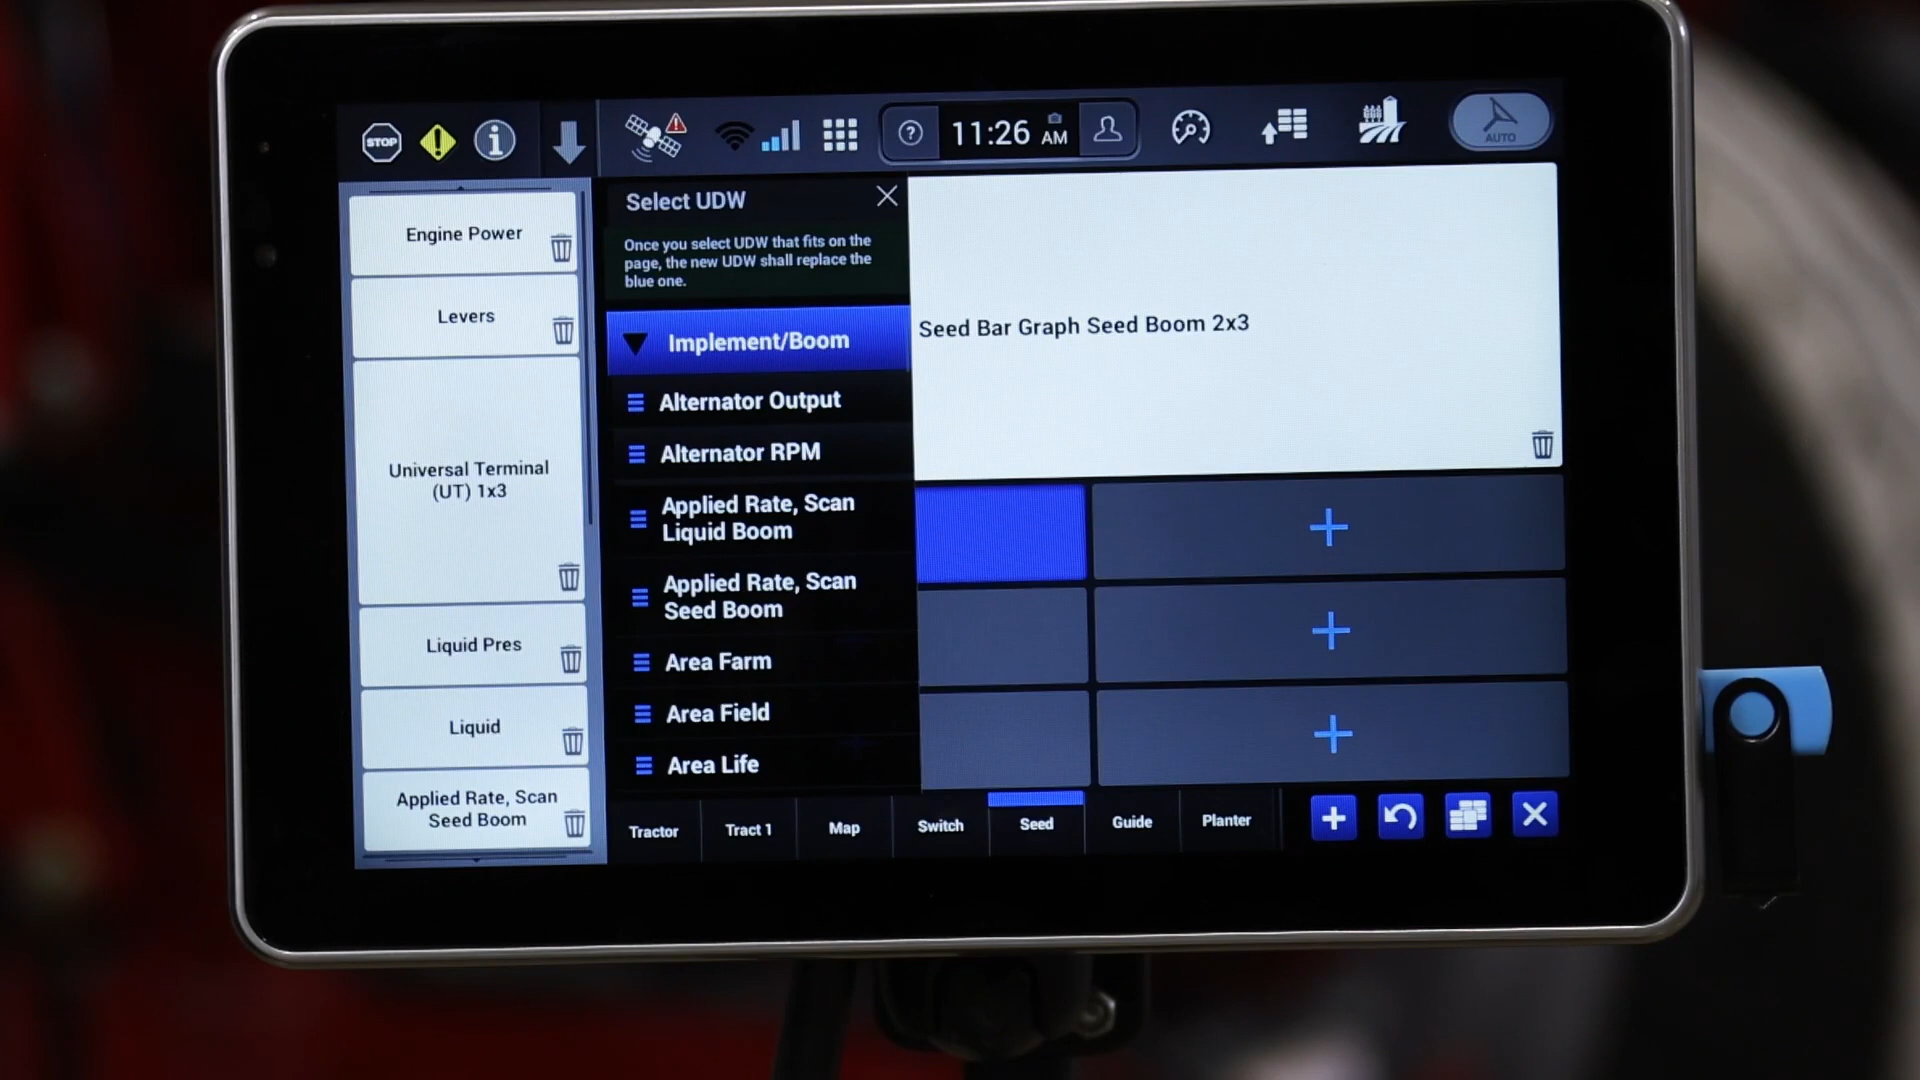 STOP
11:26 AM
AUTO
Engine Power
Levers
Universal Terminal
(UT) 1x3
Liquid Pres
Liquid
Applied Rate, Scan
Seed Boom
Select UDW
Once you select UDW that fits on the
page, the new UDW shall replace the
blue one.
Implement/Boom
Alternator Output
Alternator RPM
Applied Rate, Scan
Liquid Boom
Applied Rate, Scan
Seed Boom
Area Farm
Area Field
Area Life
Seed Bar Graph Seed Boom 2x3
Tractor
Tract 1
Map
Switch
Seed
Guide
Planter